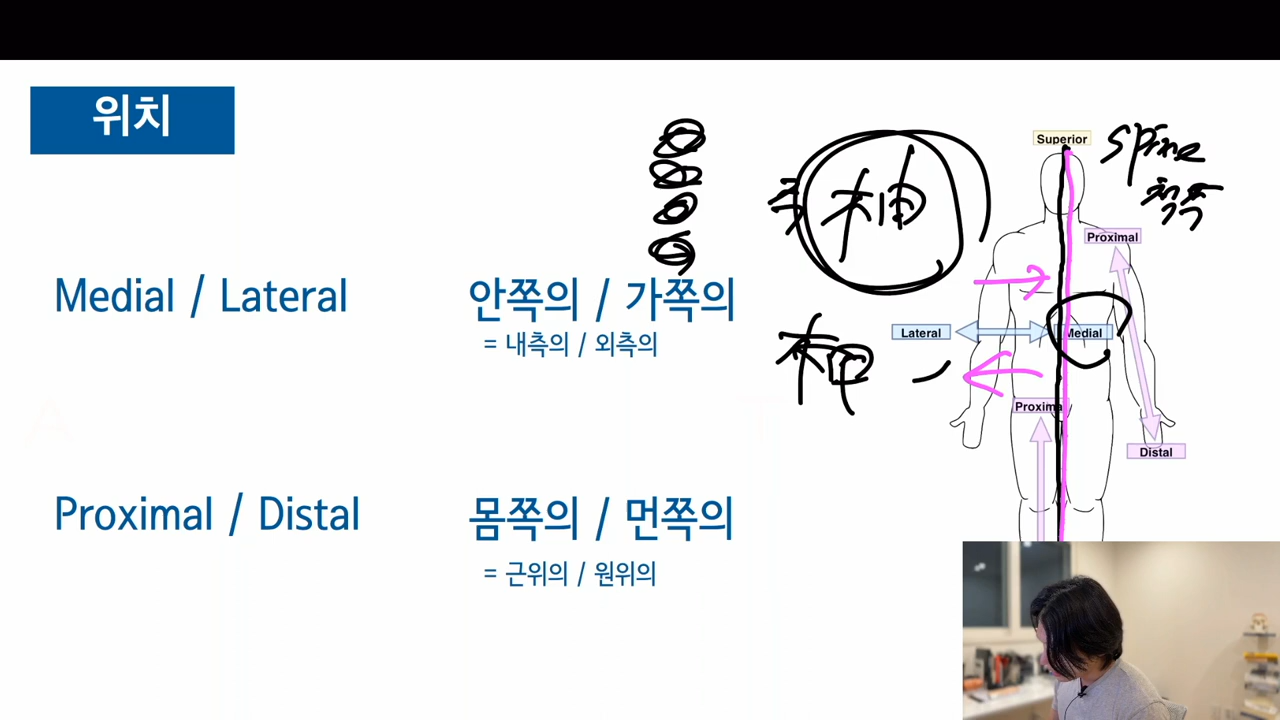 위치
Superior
spine
척추
Proximal
Medial / Lateral
안쪽의 / 가쪽의
= 내측의 / 외측의
Lateral
Medial
Proxima
Distal
Proximal / Distal
몸쪽의 / 먼쪽의
= 근위의 / 원위의